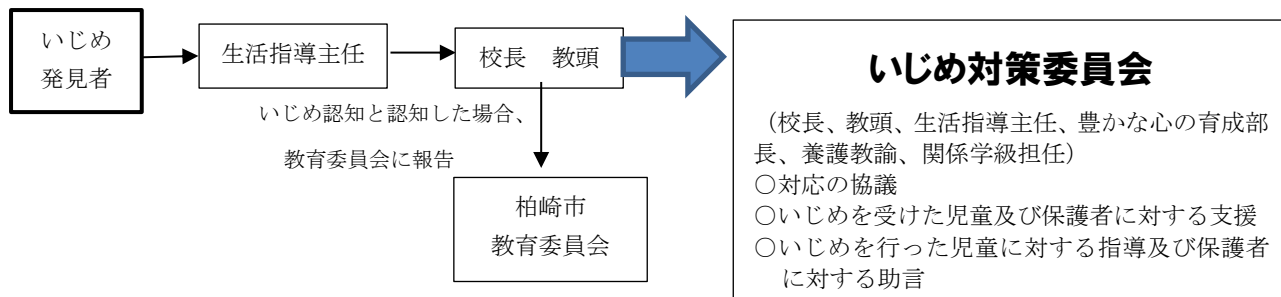 いじめ
発見者
生活指導主任
校長　教頭
いじめ認知と認知した場合、
教育委員会に報告
柏崎市
教育委員会
いじめ対策委員会
（校長、教頭、生活指導主任、豊かな心の育成部
長、養護教諭、関係学級担任）
○対応の協議
○いじめを受けた児童及び保護者に対する支援
○いじめを行った児童に対する指導及び保護者
に対する助言